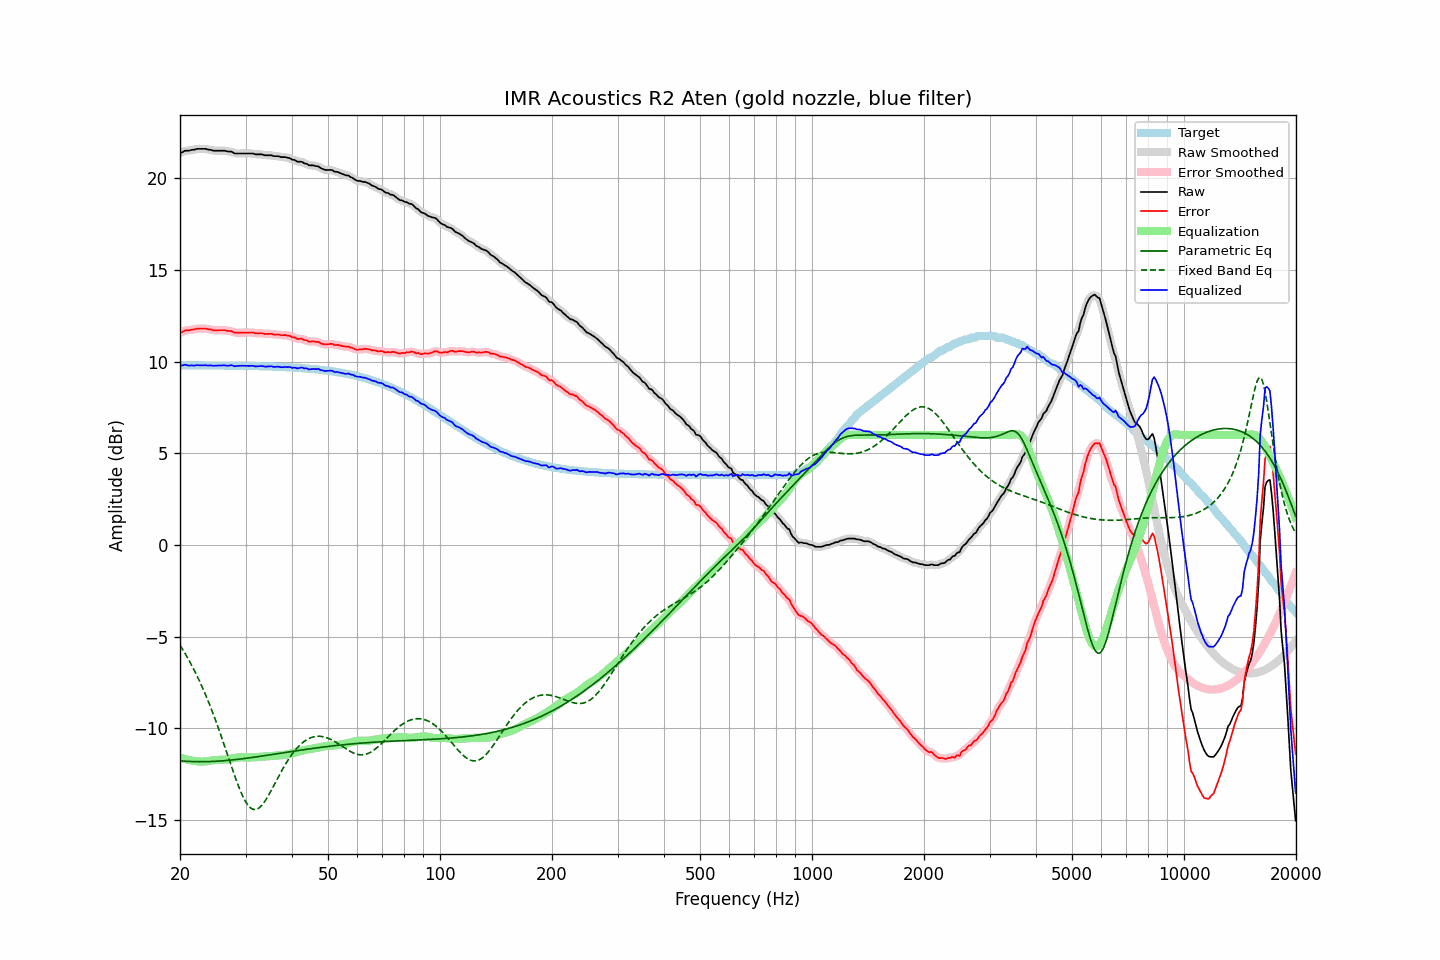 IMR Acoustics R2 Aten (gold nozzle, blue filter)
Target
Raw Smoothed
Error Smoothed
Raw
Error
Equalization
Parametric Eq
Fixed Band Eq
Equalized
Amplitude (dBr)
20
15
10
5
0
−5
−10
−15
20 50 100 200 500 1000 2000 5000 10000 20000
Frequency (Hz)